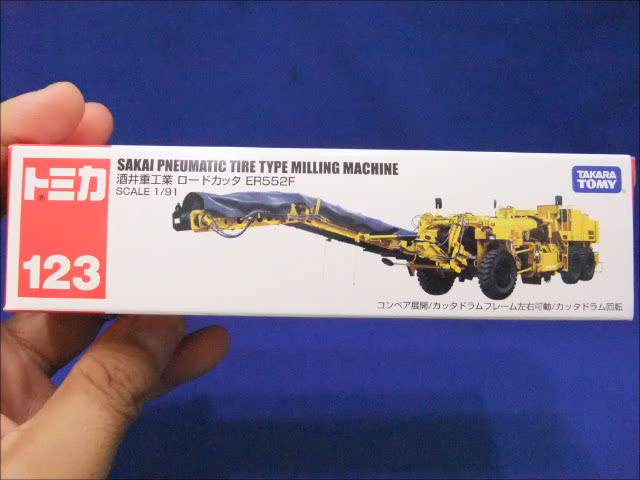 トミカ
123
SAKAI PNEUMATIC TIRE TYPE MILLING MACHINE
酒井重工業 ロードカッタ ER552F
SCALE 1/91
TAKARA
TOMY
コンベア展開/カッタドラムフレーム左右可動/カッタドラム回転